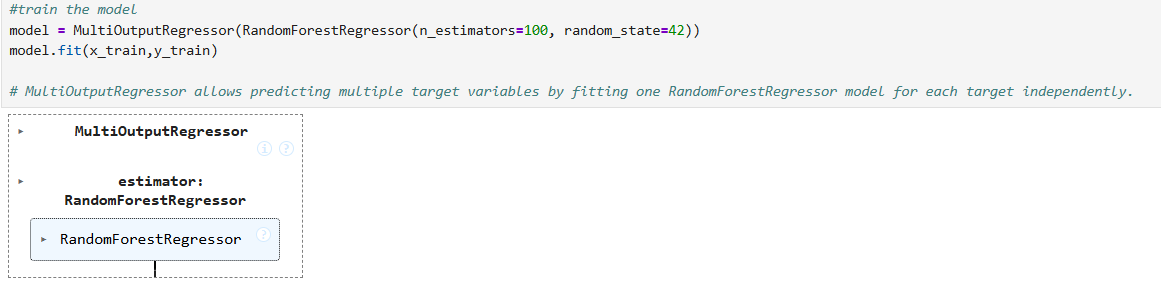 #train the model
model = MultiOutputRegressor(RandomForestRegressor(n_estimators=100, random_state=42))
model.fit(x_train,y_train)
# MultiOutputRegressor allows predicting multiple target variables by fitting one RandomForestRegressor model for each target independently.
▸ MultiOutputRegressor
i ?
▸ estimator:
RandomForestRegressor
▸ RandomForestRegressor ?